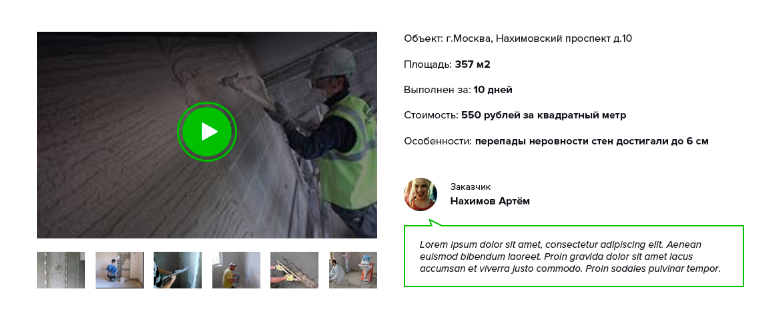 Объект: г.Москва, Нахимовский проспект д.10
Площадь: 357 м2
Выполнен за: 10 дней
Стоимость: 550 рублей за квадратный метр
Особенности: перепады неровности стен достигали до 6 см
Заказчик
Нахимов Артём
Lorem ipsum dolor sit amet, consectetur adipiscing elit. Aenean
euismod bibendum laoreet. Proin gravida dolor sit amet lacus
accumsan et viverra justo commodo. Proin sodales pulvinar tempor.